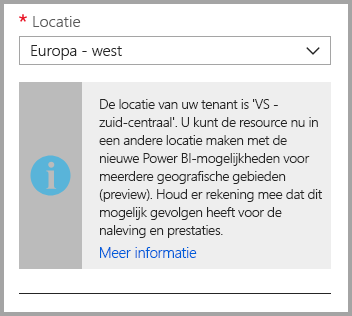 * Locatie
Europa - west
De locatie van uw tenant is 'VS -
zuid-centraal'. U kunt de resource nu in
een andere locatie maken met de
nieuwe Power BI-mogelijkheden voor
meerdere geografische gebieden
(preview). Houd er rekening mee dat dit
mogelijk gevolgen heeft voor de
naleving en prestaties.
Meer informatie